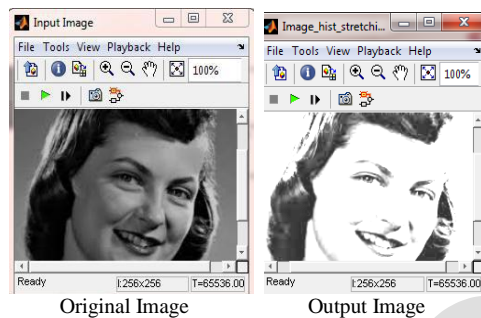 Input Image
File Tools View Playback Help
100%
Ready
I:256x256
T=65536.00
Original Image
Image_hist_stretchi...
File Tools View Playback Help
100%
Ready
I:256x256
T=65536.00
Output Image